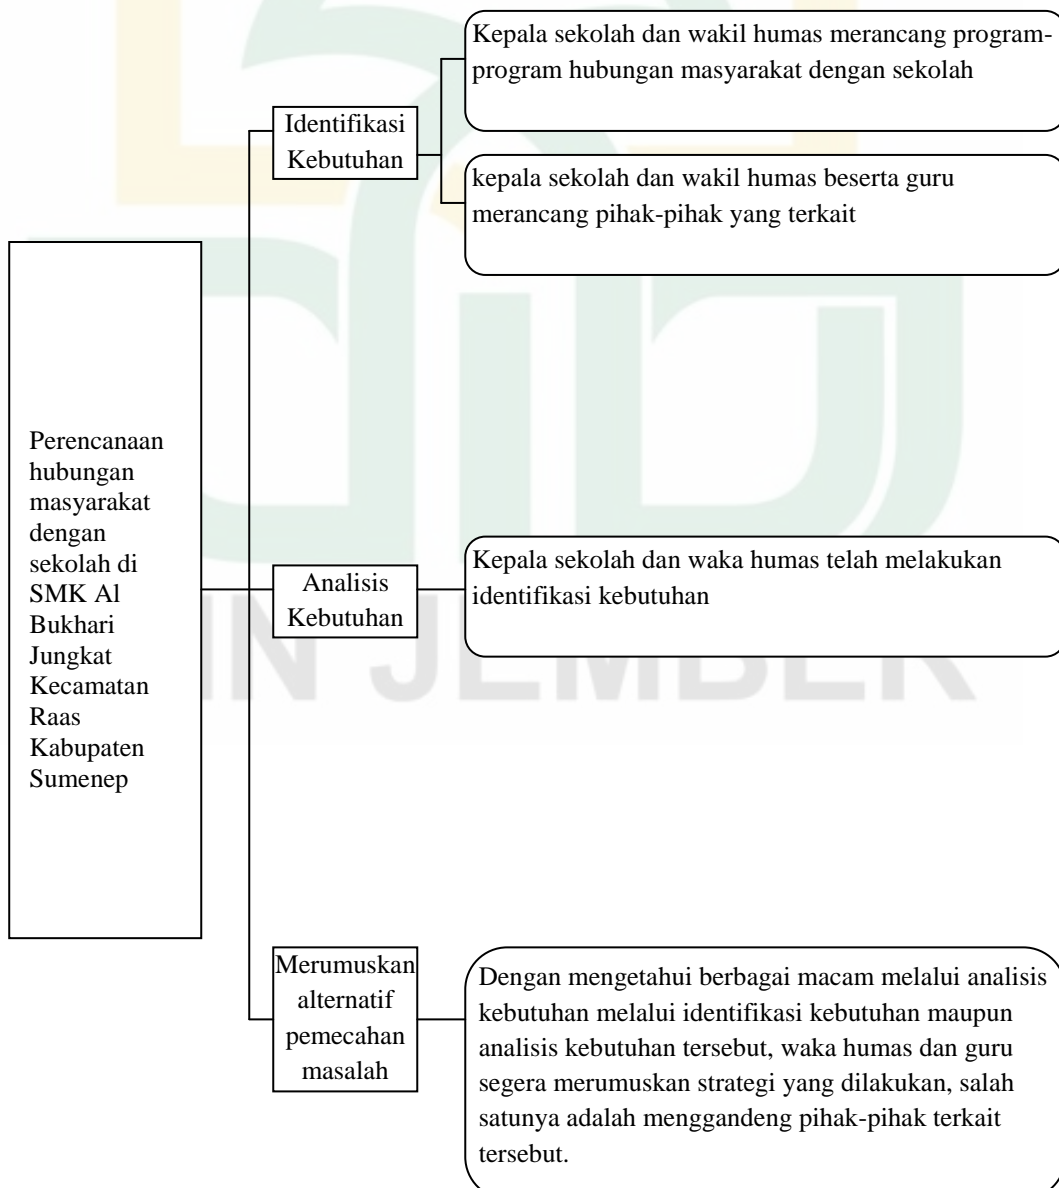 Kepala sekolah dan wakil humas merancang program-
program hubungan masyarakat dengan sekolah
Identifikasi
Kebutuhan
kepala sekolah dan wakil humas beserta guru
merancang pihak-pihak yang terkait
Perencanaan
hubungan
masyarakat
dengan
sekolah di
SMK Al
Bukhari
Jungkat
Kecamatan
Raas
Kabupaten
Sumenep
Analisis
Kebutuhan
Kepala sekolah dan waka humas telah melakukan
identifikasi kebutuhan
IN JEMBER
Merumuskan
alternatif
pemecahan
masalah
Dengan mengetahui berbagai macam melalui analisis
kebutuhan melalui identifikasi kebutuhan maupun
analisis kebutuhan tersebut, waka humas dan guru
segera merumuskan strategi yang dilakukan, salah
satunya adalah menggandeng pihak-pihak terkait
tersebut.